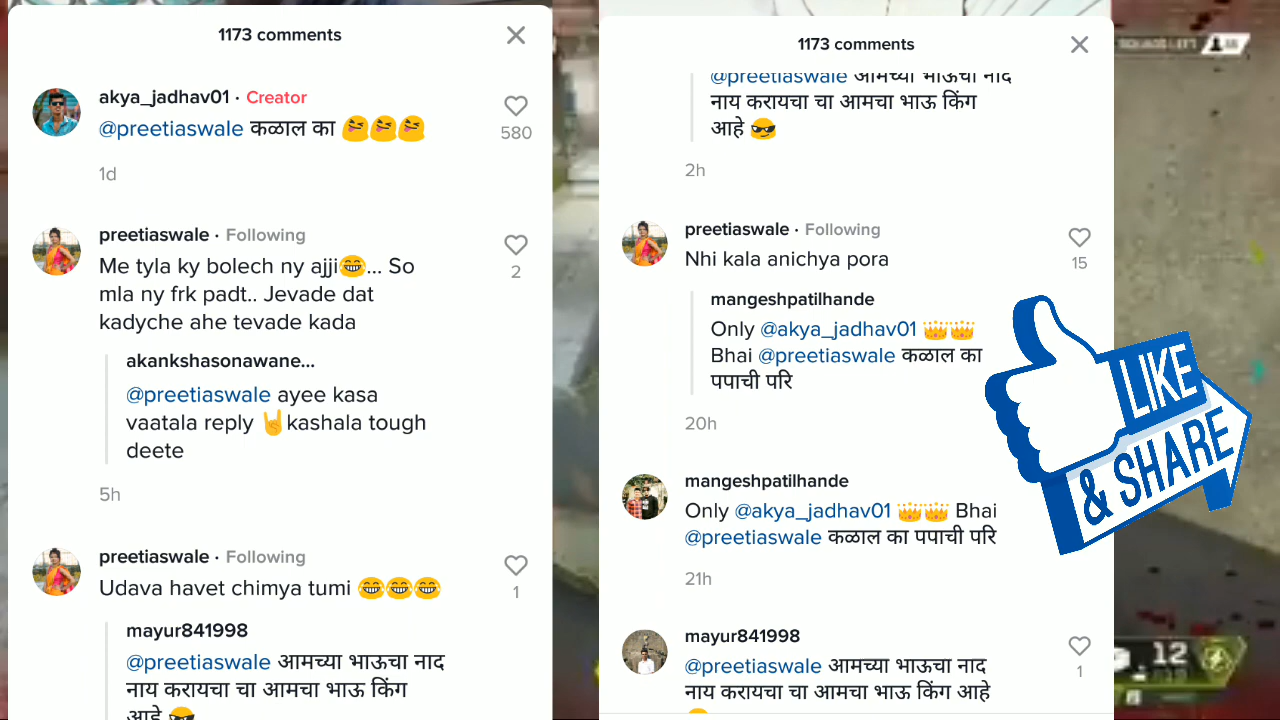 1173 comments
akya_jadhav01 · Creator
@preetiaswale कळाल का 😝😝😝
580
1d
preetiaswale · Following
Me tyla ky bolech ny ajji😂... So
mla ny frk padt.. Jevade dat
kadyche ahe tevade kada
2
akankshasonawane...
@preetiaswale ayee kasa
vaatala reply 🤘kashala tough
deete
5h
preetiaswale · Following
Udava havet chimya tumi 😂😂😂
1
mayur841998
@preetiaswale आमच्या भाऊचा नाद
नाय करायचा चा आमचा भाऊ किंग
आहे 😎
1173 comments
@preetiaswale आमच्या भाऊचा नाद
नाय करायचा चा आमचा भाऊ किंग
आहे 😎
2h
preetiaswale · Following
Nhi kala anichya pora
15
mangeshpatilhande
Only @akya_jadhav01 👑👑
Bhai @preetiaswale कळाल का
पपाची परि
20h
mangeshpatilhande
Only @akya_jadhav01 👑👑 Bhai
@preetiaswale कळाल का पपाची परि
21h
mayur841998
@preetiaswale आमच्या भाऊचा नाद
नाय करायचा चा आमचा भाऊ किंग आहे
1
LIKE
& SHARE
12